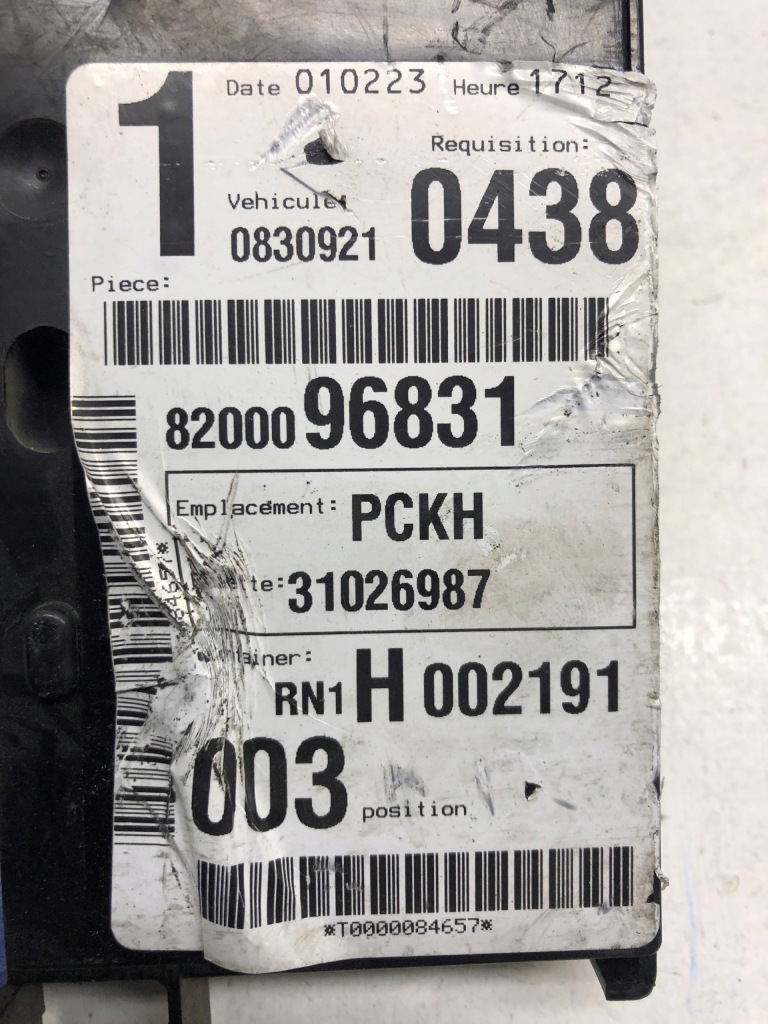 1
Date 010223 Heure 1712
Requisition:
Vehicule:
0438
0830921
Piece:
8200096831
Emplacement: PCKH
31026987
RN1 H 002191
003 position
*T0000084657*